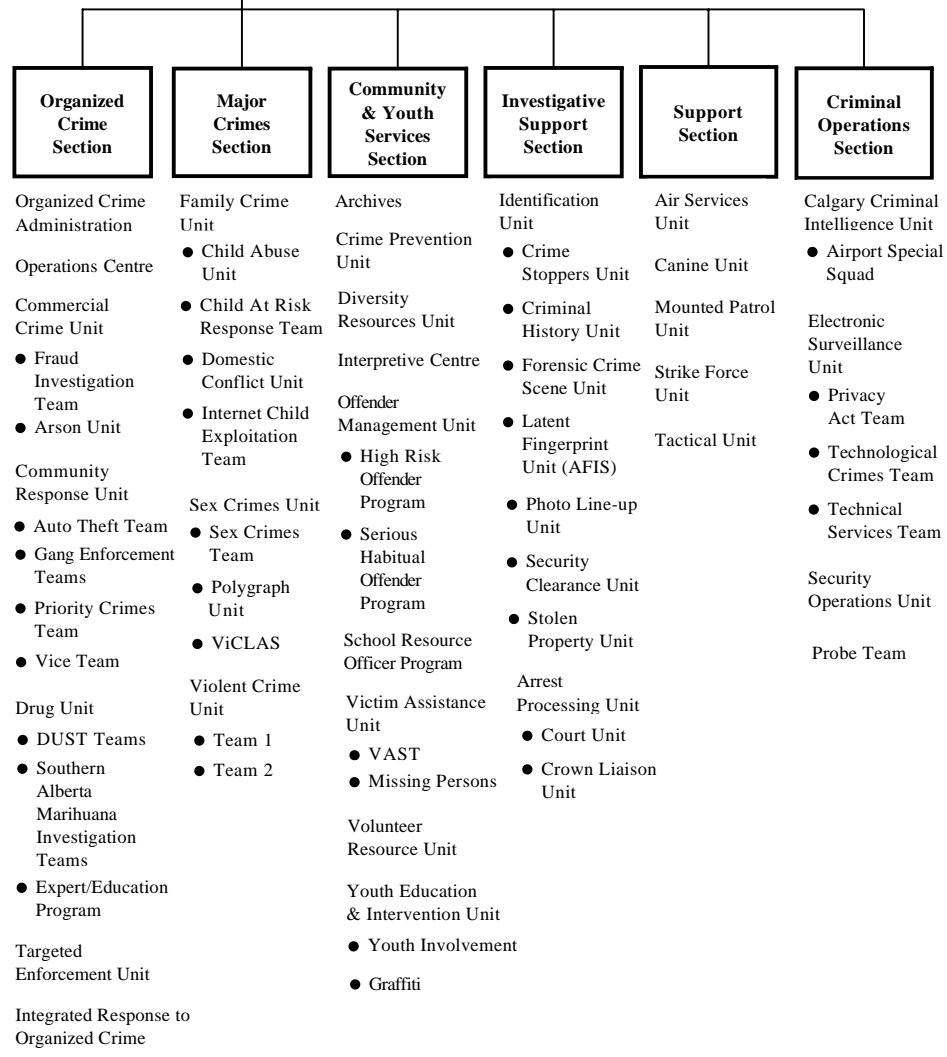 Organized
Crime
Section
Organized Crime
Administration
Operations Centre
Commercial
Crime Unit
● Fraud
Investigation
Team
● Arson Unit
Community
Response Unit
● Auto Theft Team
● Gang Enforcement
Teams
● Priority Crimes
Team
● Vice Team
Drug Unit
● DUST Teams
● Southern
Alberta
Marihuana
Investigation
Teams
● Expert/Education
Program
Targeted
Enforcement Unit
Integrated Response to
Organized Crime
Major
Crimes
Section
Family Crime
Unit
● Child Abuse
Unit
● Child At Risk
Response Team
● Domestic
Conflict Unit
● Internet Child
Exploitation
Team
Sex Crimes Unit
● Sex Crimes
Team
● Polygraph
Unit
● ViCLAS
Violent Crime
Unit
● Team 1
● Team 2
Community
& Youth
Services
Section
Archives
Crime Prevention
Unit
Diversity
Resources Unit
Interpretive Centre
Offender
Management Unit
● High Risk
Offender
Program
● Serious
Habitual
Offender
Program
School Resource
Officer Program
Victim Assistance
Unit
● VAST
● Missing Persons
Volunteer
Resource Unit
Youth Education
& Intervention Unit
● Youth Involvement
● Graffiti
Investigative
Support
Section
Identification
Unit
● Crime
Stoppers Unit
● Criminal
History Unit
● Forensic Crime
Scene Unit
● Latent
Fingerprint
Unit (AFIS)
● Photo Line-up
Unit
● Security
Clearance Unit
● Stolen
Property Unit
Arrest
Processing Unit
● Court Unit
● Crown Liaison
Unit
Support
Section
Air Services
Unit
Canine Unit
Mounted Patrol
Unit
Strike Force
Unit
Tactical Unit
Criminal
Operations
Section
Calgary Criminal
Intelligence Unit
● Airport Special
Squad
Electronic
Surveillance
Unit
● Privacy
Act Team
● Technological
Crimes Team
● Technical
Services Team
Security
Operations Unit
Probe Team